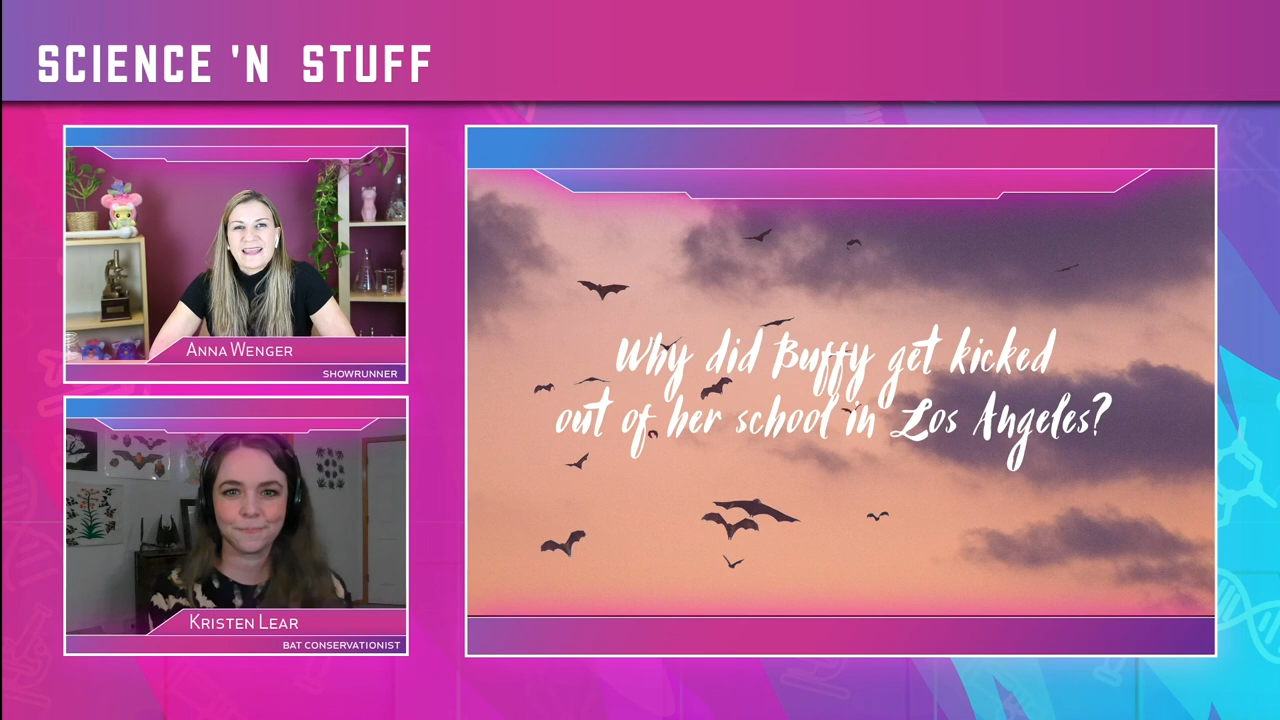 SCIENCE 'N STUFF
ANNA WENGER
SHOWRUNNER
KRISTEN LEAR
BAT CONSERVATIONIST
Why did Buffy get kicked
out of her school in Los Angeles?